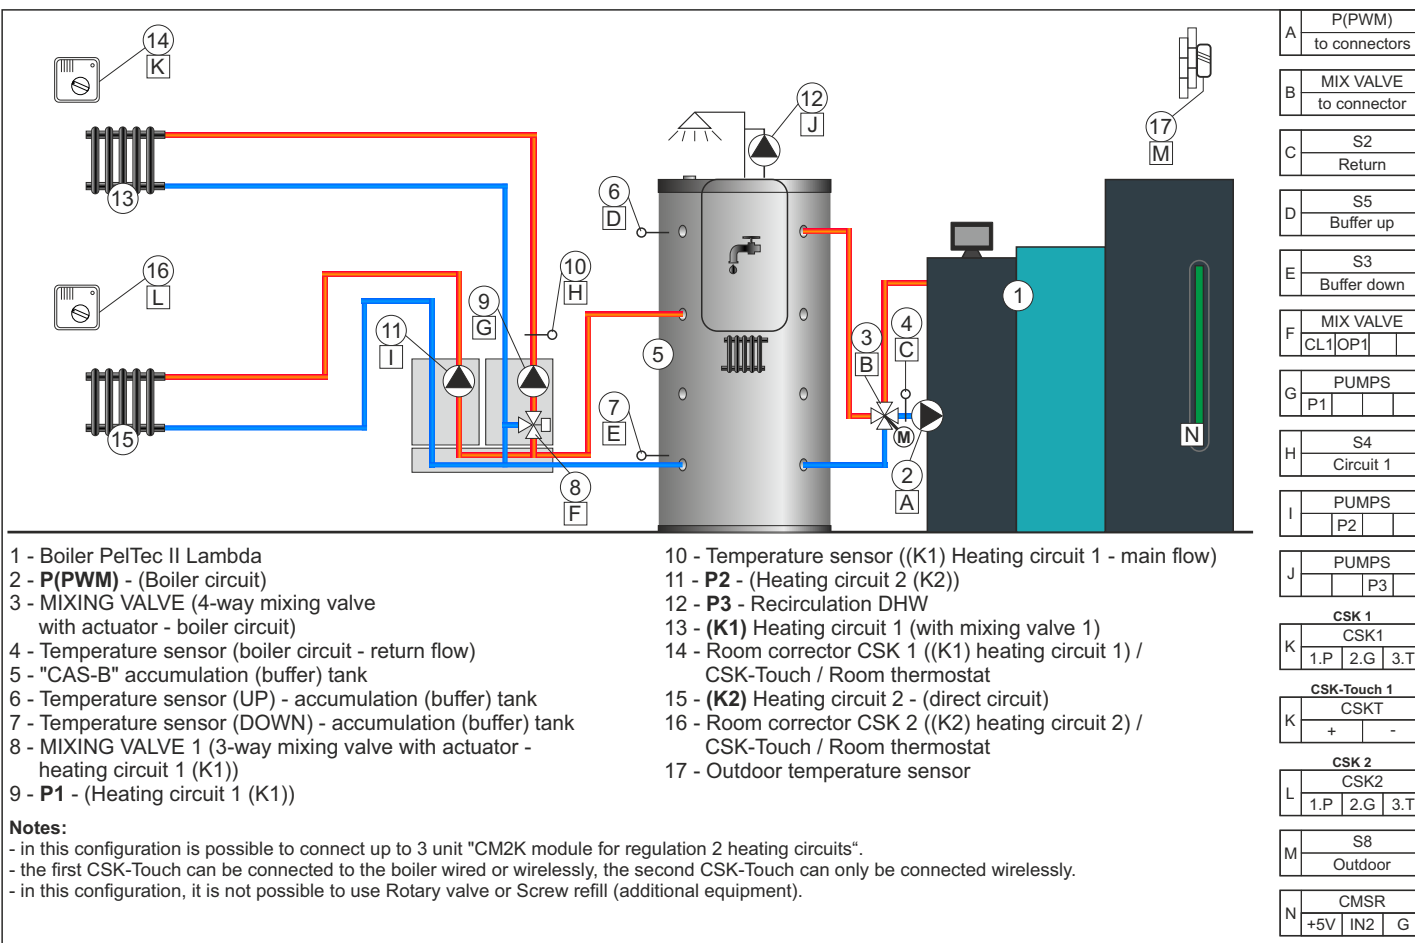 14
K
13
16
L
15
11
I
9
G
10
H
8
F
6
D
12
J
5
7
E
3
B
4
C
M
2
A
1
17
M
N
1 - Boiler PelTec II Lambda
2 - P(PWM) - (Boiler circuit)
3 - MIXING VALVE (4-way mixing valve
with actuator - boiler circuit)
4 - Temperature sensor (boiler circuit - return flow)
5 - "CAS-B" accumulation (buffer) tank
6 - Temperature sensor (UP) - accumulation (buffer) tank
7 - Temperature sensor (DOWN) - accumulation (buffer) tank
8 - MIXING VALVE 1 (3-way mixing valve with actuator -
heating circuit 1 (K1))
9 - P1 - (Heating circuit 1 (K1))
10 - Temperature sensor ((K1) Heating circuit 1 - main flow)
11 - P2 - (Heating circuit 2 (K2))
12 - P3 - Recirculation DHW
13 - (K1) Heating circuit 1 (with mixing valve 1)
14 - Room corrector CSK 1 ((K1) heating circuit 1) /
CSK-Touch / Room thermostat
15 - (K2) Heating circuit 2 - (direct circuit)
16 - Room corrector CSK 2 ((K2) heating circuit 2) /
CSK-Touch / Room thermostat
17 - Outdoor temperature sensor
Notes:
- in this configuration is possible to connect up to 3 unit "CM2K module for regulation 2 heating circuits“.
- the first CSK-Touch can be connected to the boiler wired or wirelessly, the second CSK-Touch can only be connected wirelessly.
- in this configuration, it is not possible to use Rotary valve or Screw refill (additional equipment).
A
P(PWM)
to connectors
B
MIX VALVE
to connector
C
S2
Return
D
S5
Buffer up
E
S3
Buffer down
F
MIX VALVE
CL1 OP1
G
PUMPS
P1
H
S4
Circuit 1
I
PUMPS
P2
J
PUMPS
P3
CSK 1
K
CSK1
1.P 2.G 3.T
CSK-Touch 1
K
CSKT
+ -
CSK 2
L
CSK2
1.P 2.G 3.T
M
S8
Outdoor
N
CMSR
+5V IN2 G